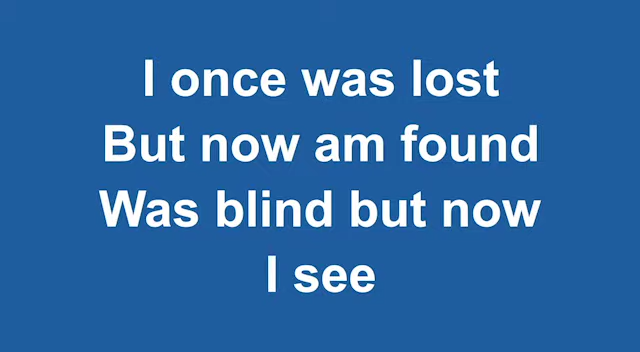 I once was lost
But now am found
Was blind but now
I see